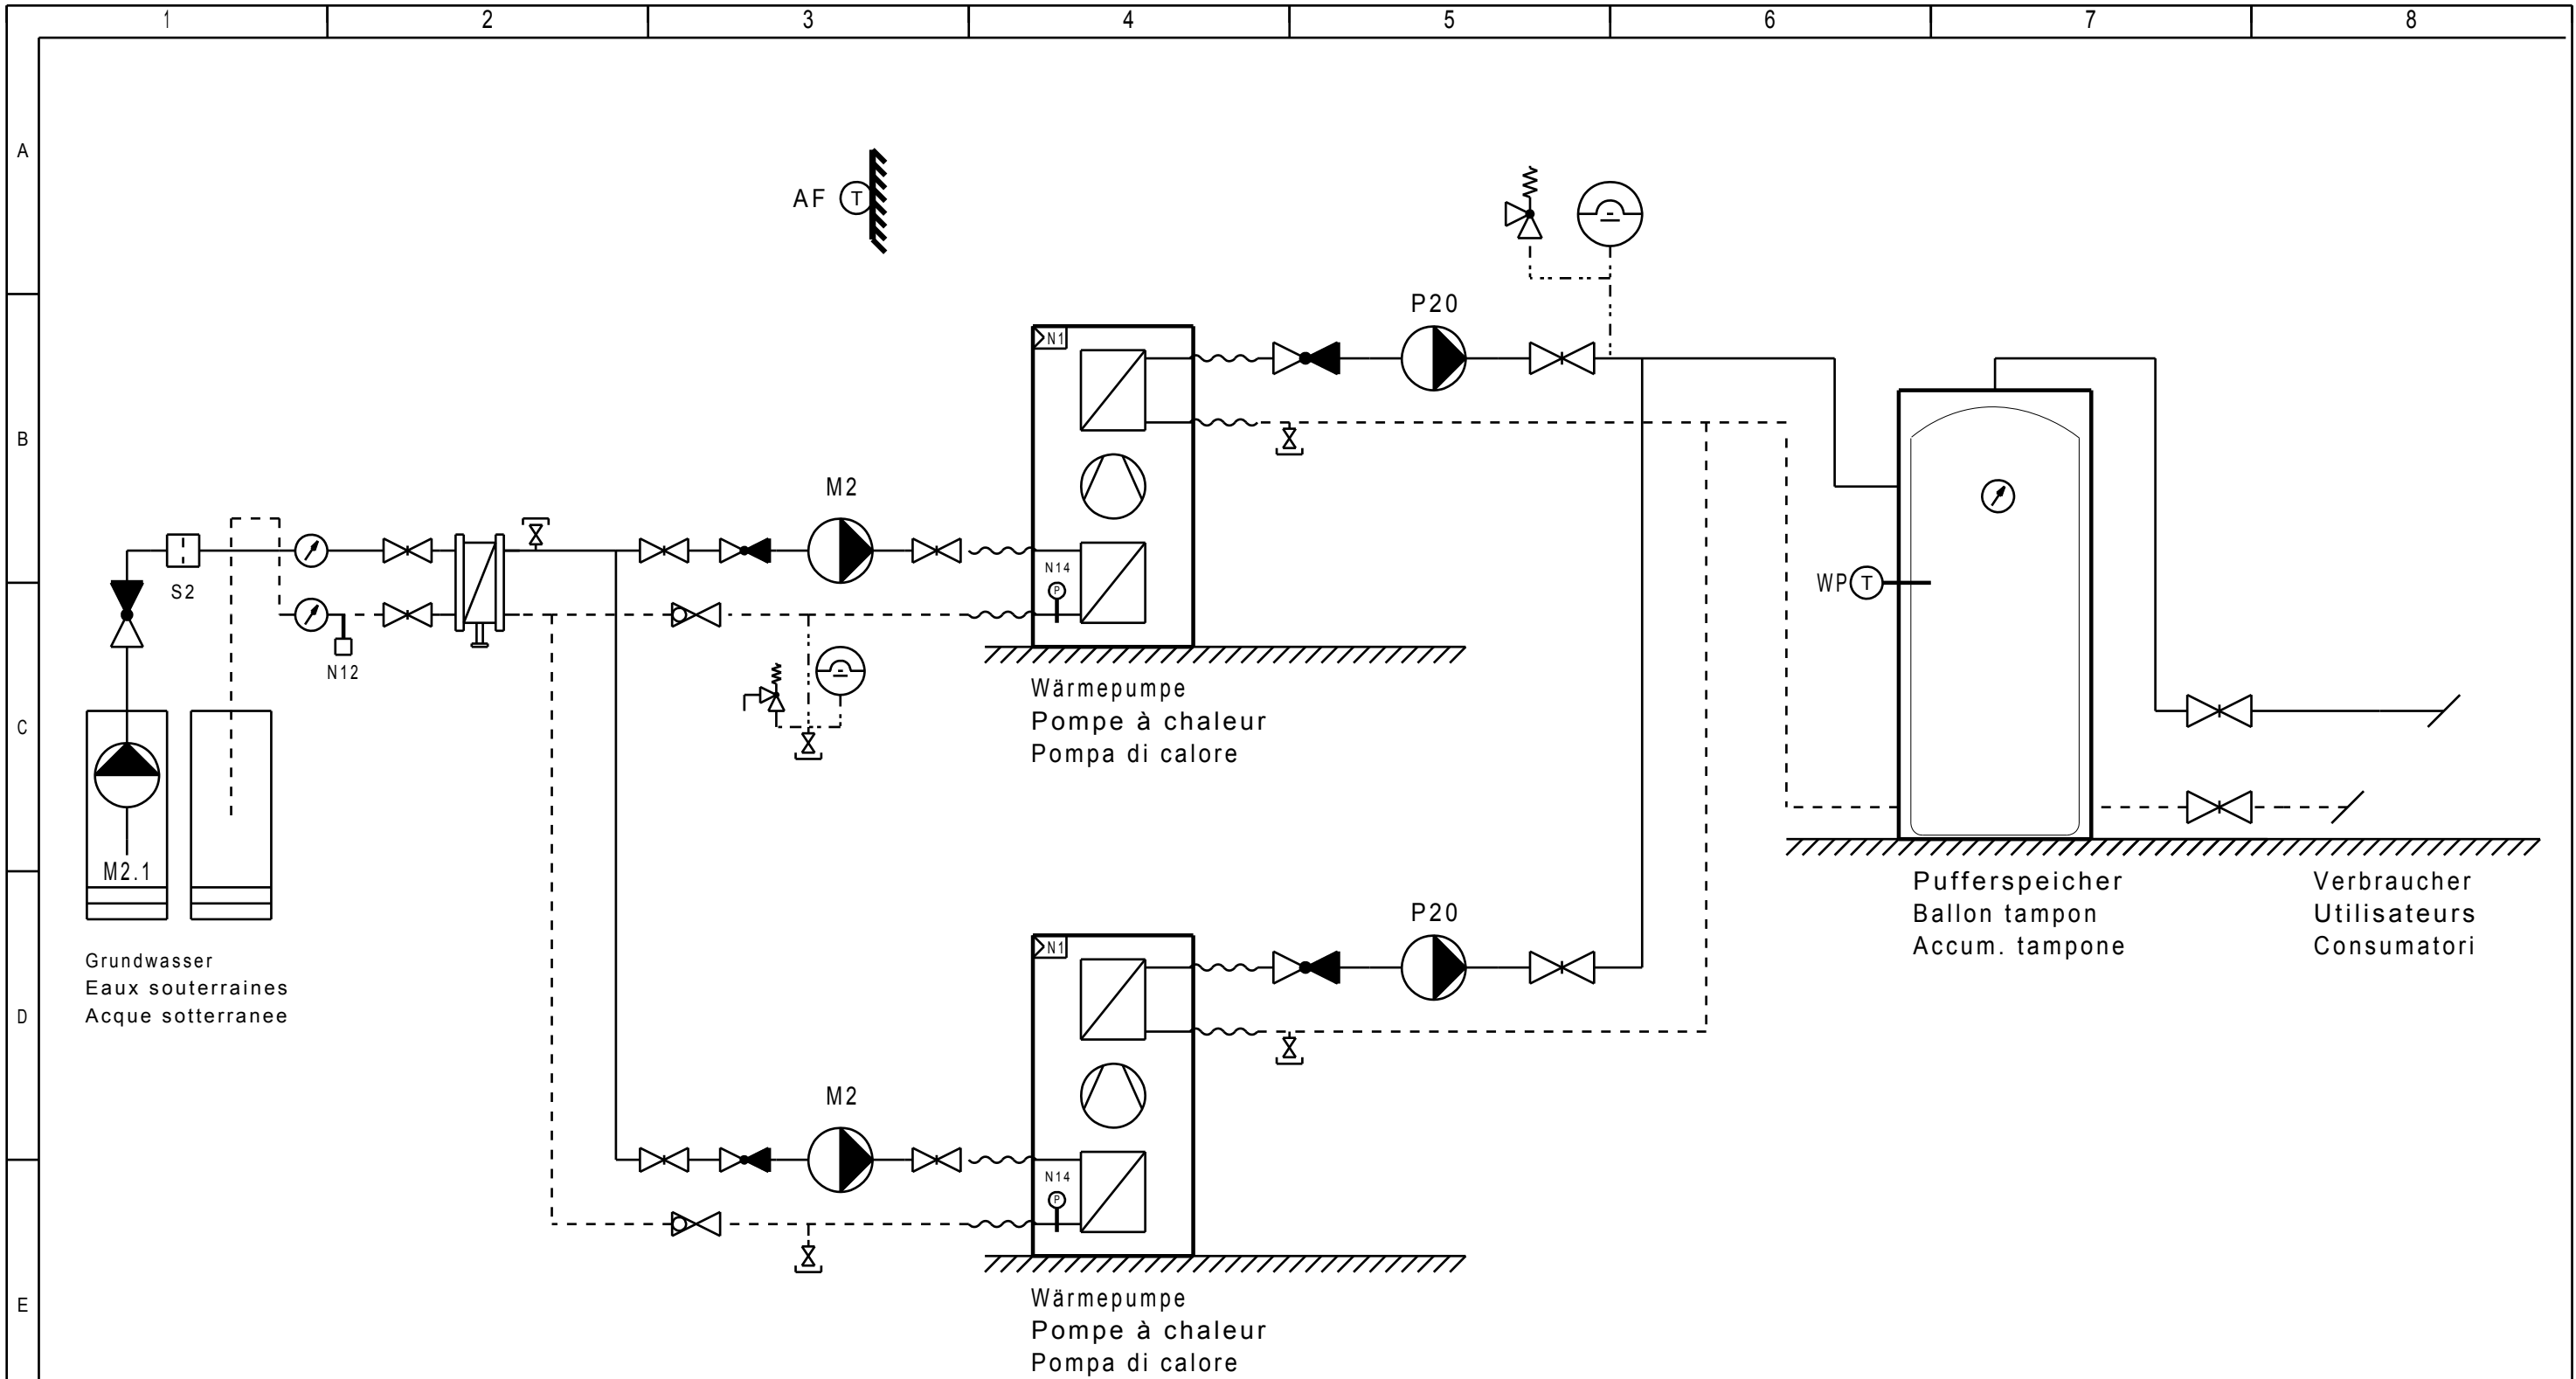 1 2 3 4 5 6 7 8
A
AF T
P20
N1
B
M2
S2
N14
P
WP T
N12
Wärmepumpe
Pompe à chaleur
Pompa di calore
C
M2.1
Pufferspeicher
Ballon tampon
Accum. tampone
Verbraucher
Utilisateurs
Consumatori
P20
N1
Grundwasser
Eaux souterraines
Acque sotterranee
D
M2
N14
P
E
Wärmepumpe
Pompe à chaleur
Pompa di calore